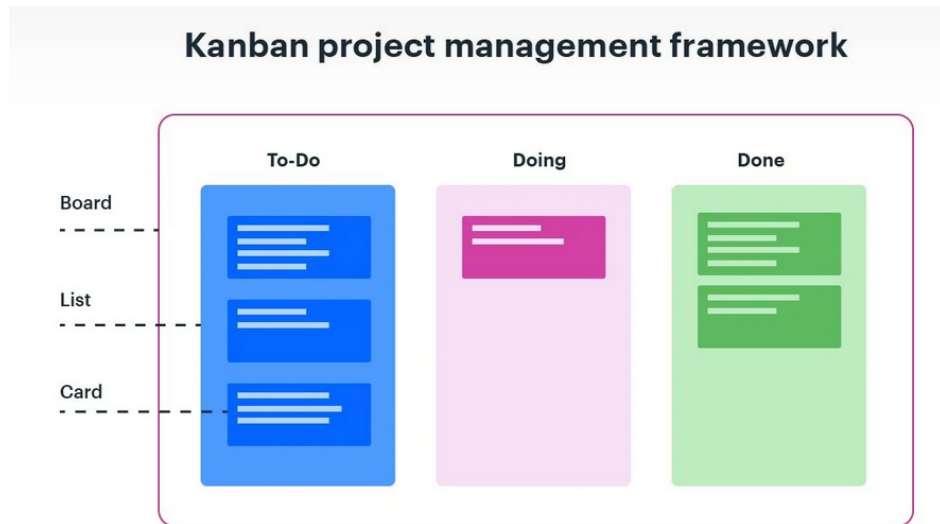 Kanban project management framework
To-Do
Doing
Done
Board
List
Card